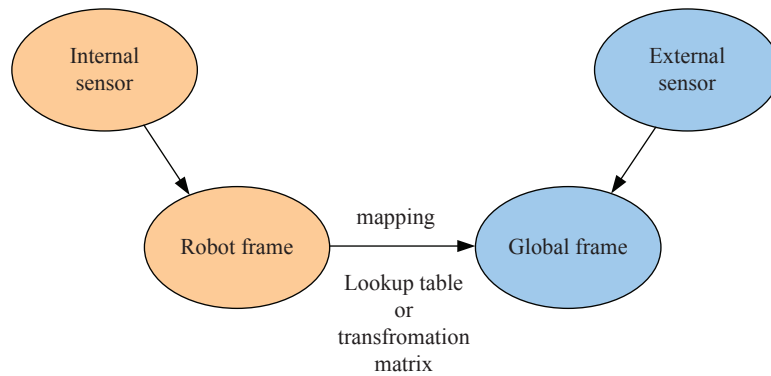 Internal
sensor
External
sensor
Robot frame
mapping
Global frame
Lookup table
or
transfromation
matrix